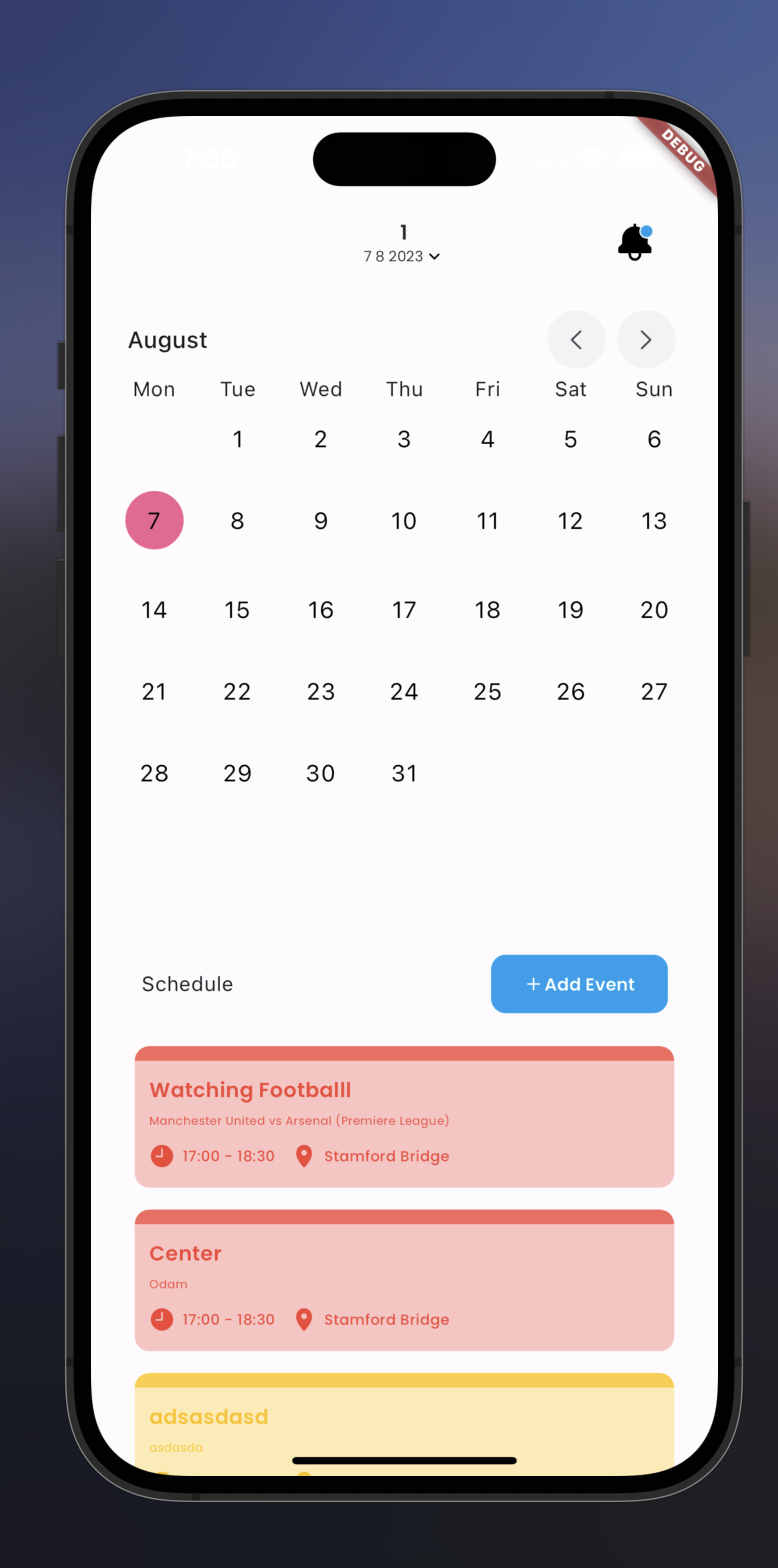 DEBUG
1
7 8 2023
August
Mon Tue Wed Thu Fri Sat Sun
1 2 3 4 5 6
7 8 9 10 11 12 13
14 15 16 17 18 19 20
21 22 23 24 25 26 27
28 29 30 31
Schedule
+ Add Event
Watching Footballl
Manchester United vs Arsenal (Premiere League)
17:00 - 18:30 Stamford Bridge
Center
Odam
17:00 - 18:30 Stamford Bridge
adsasdasd
asdasda